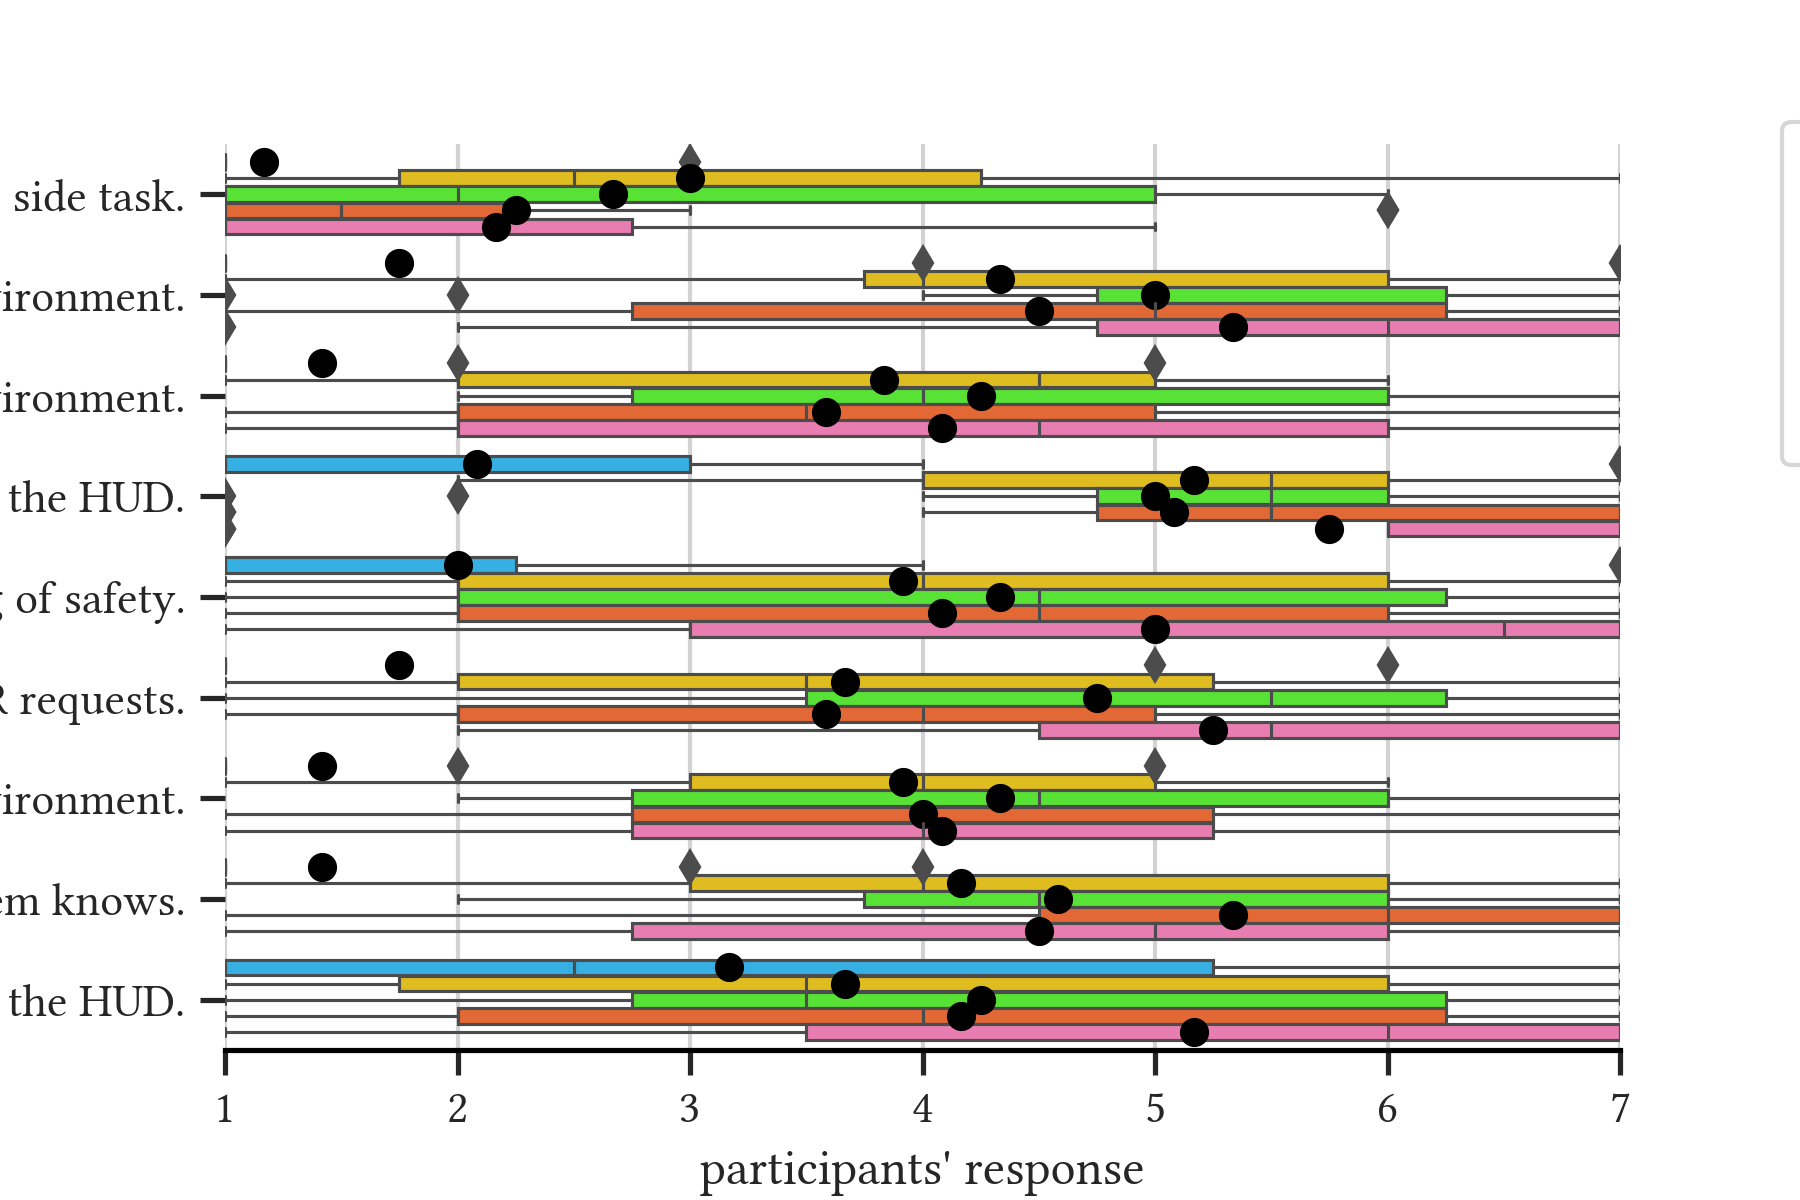 side task.
ironment.
ironment.
the HUD.
of safety.
requests.
ironment.
em knows.
the HUD.
1 2 3 4 5 6 7
participants' response